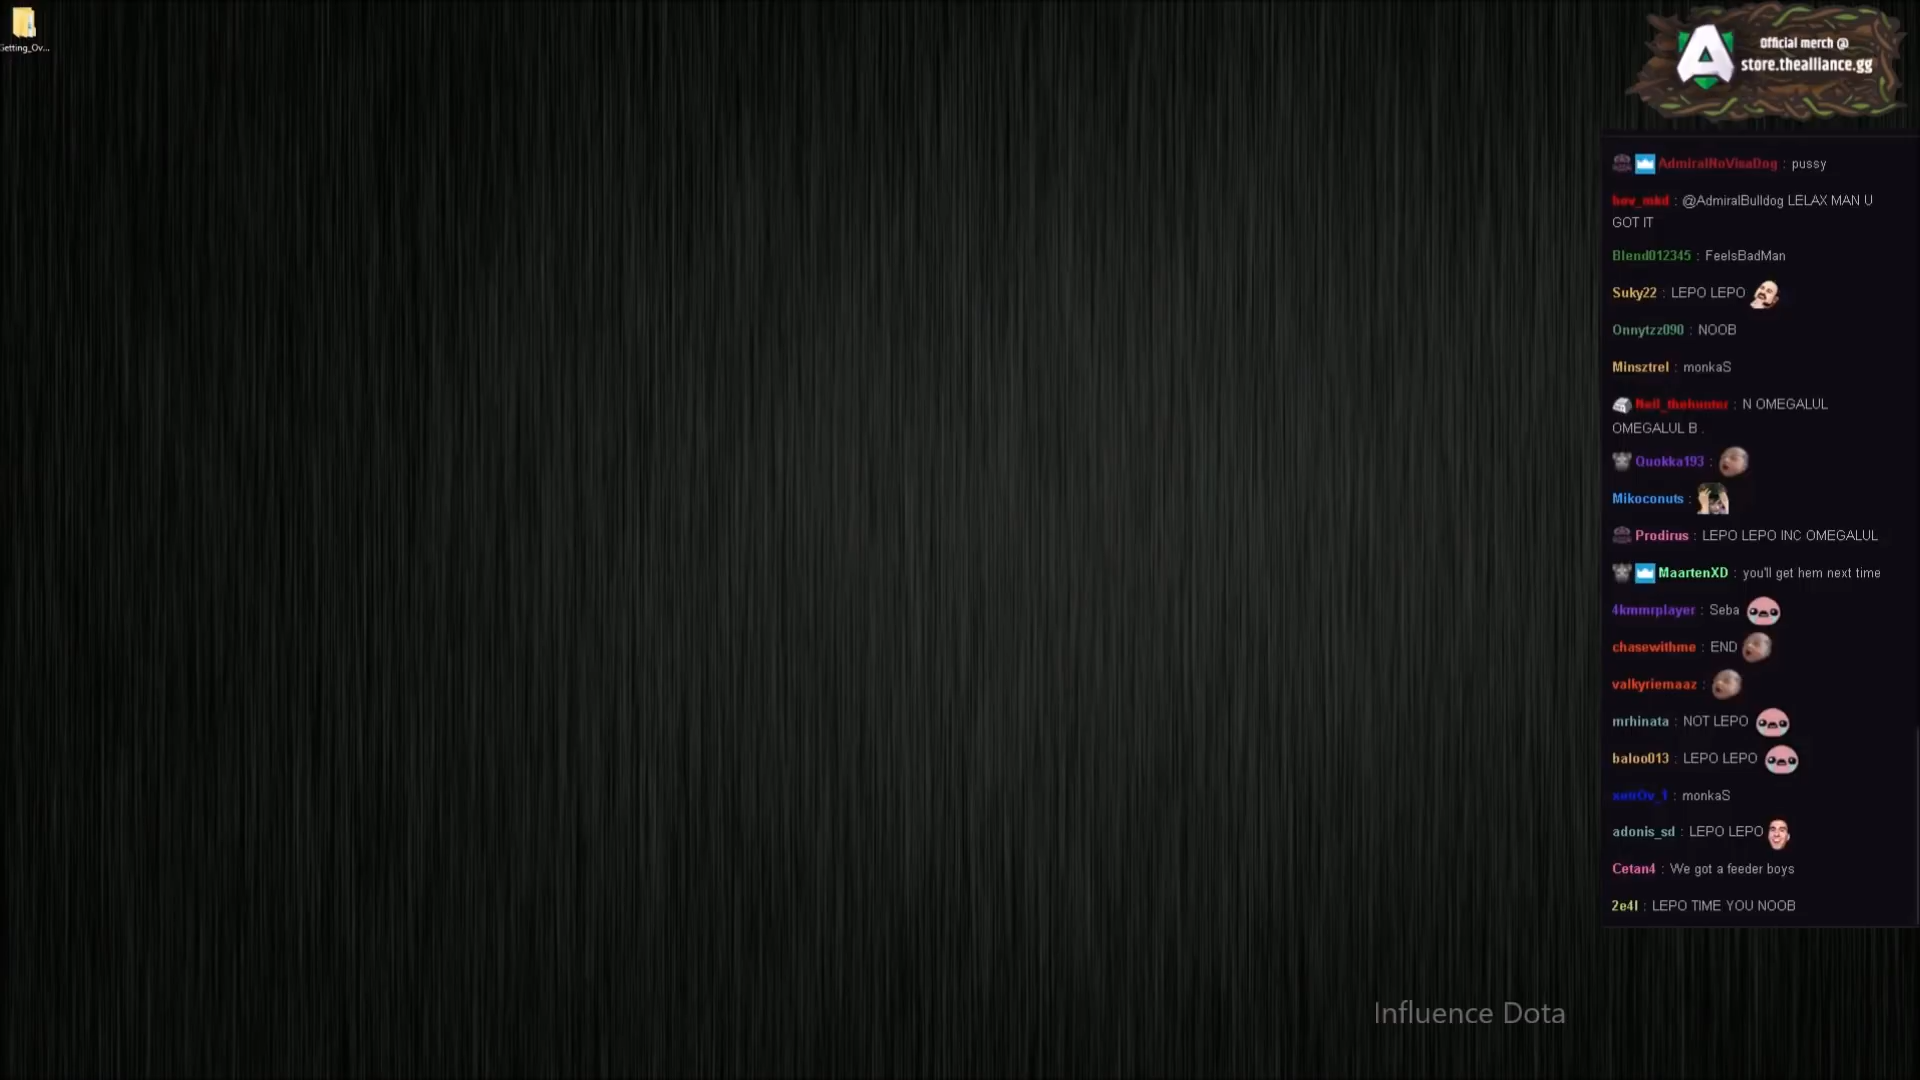 Getting_Ov...
Official merch @
store.thealliance.gg
AdmiralNoVisaDog : pussy
hov_mkd : @AdmiralBulldog LELAX MAN U
GOT IT
Blend012345 : FeelsBadMan
Suky22 : LEPO LEPO
Onnytzz090 : NOOB
Minsztrel : monkaS
Neil_thehunter : N OMEGALUL
OMEGALUL B .
Quokka193 :
Mikoconuts :
Prodirus : LEPO LEPO INC OMEGALUL
MaartenXD : you'll get hem next time
4kmmrplayer : Seba
chasewithme : END
valkyriemaaz :
mrhinata : NOT LEPO
baloo013 : LEPO LEPO
: monkaS
adonis_sd : LEPO LEPO
Cetan4 : We got a feeder boys
2e4l : LEPO TIME YOU NOOB
Influence Dota